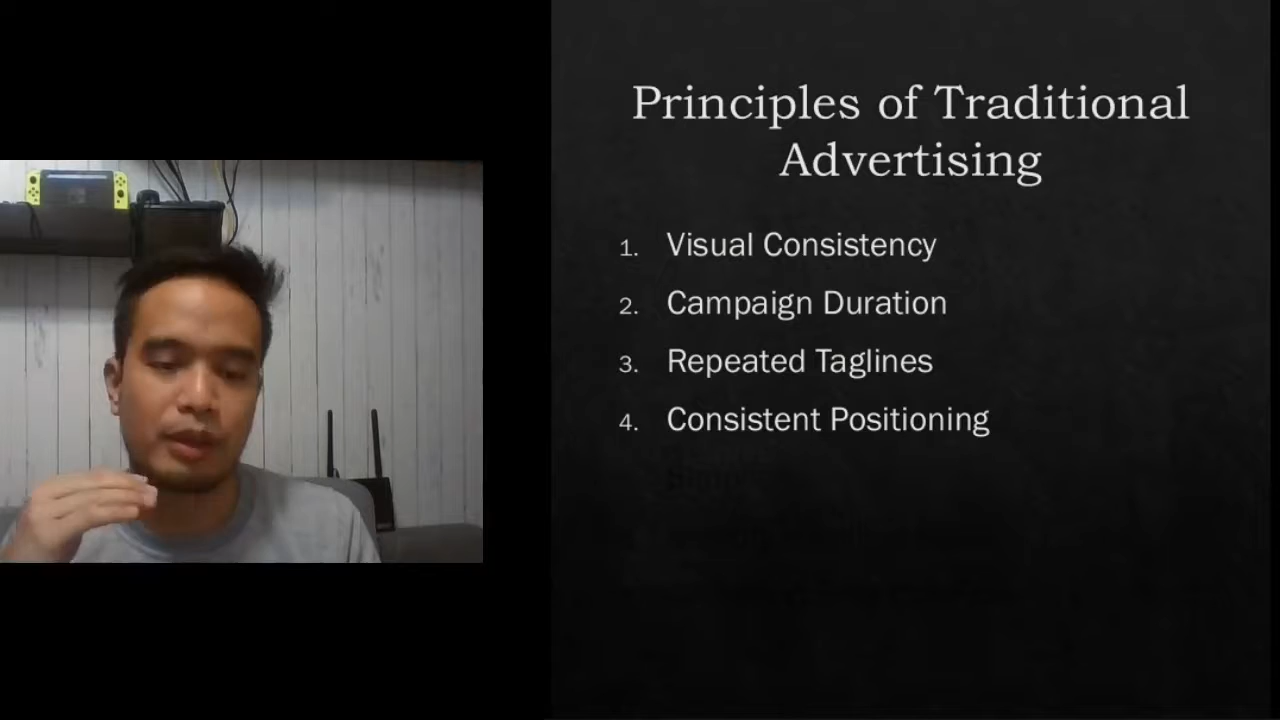 Principles of Traditional
Advertising
1. Visual Consistency
2. Campaign Duration
3. Repeated Taglines
4. Consistent Positioning